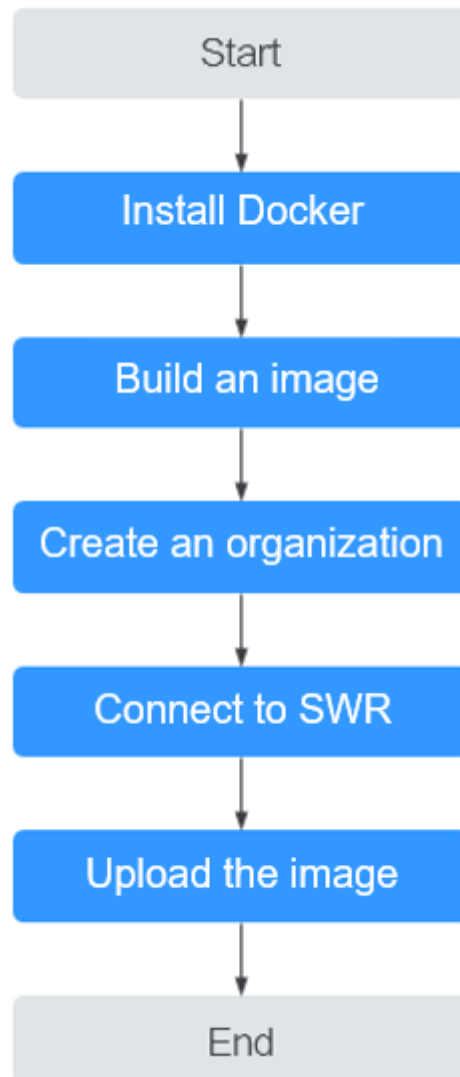 Start
Install Docker
Build an image
Create an organization
Connect to SWR
Upload the image
End